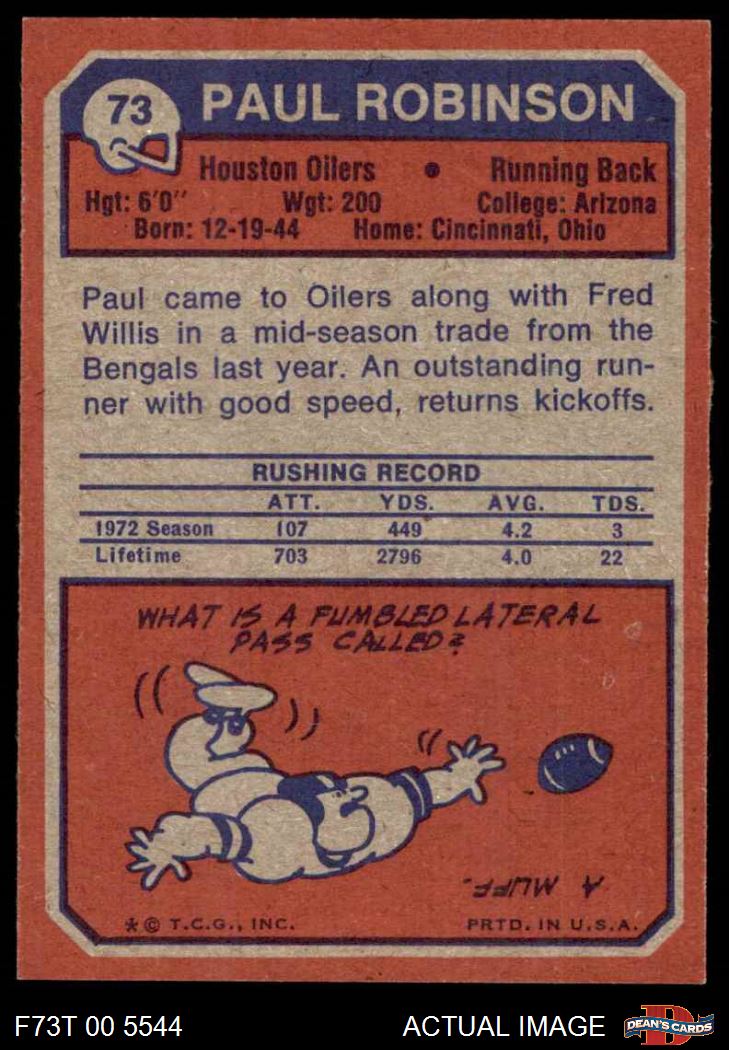 73 PAUL ROBINSON
Houston Oilers • Running Back
Hgt: 6'0" Wgt: 200 College: Arizona
Born: 12-19-44 Home: Cincinnati, Ohio
Paul came to Oilers along with Fred
Willis in a mid-season trade from the
Bengals last year. An outstanding run-
ner with good speed, returns kickoffs.
RUSHING RECORD
ATT. YDS. AVG. TDS.
1972 Season 107 449 4.2 3
Lifetime 703 2796 4.0 22
WHAT IS A FUMBLED LATERAL
PASS CALLED?
A MUFF.
* © T.C.G., INC. PRTD. IN U.S.A.
F73T 00 5544 ACTUAL IMAGE
D
DEAN'S CARDS